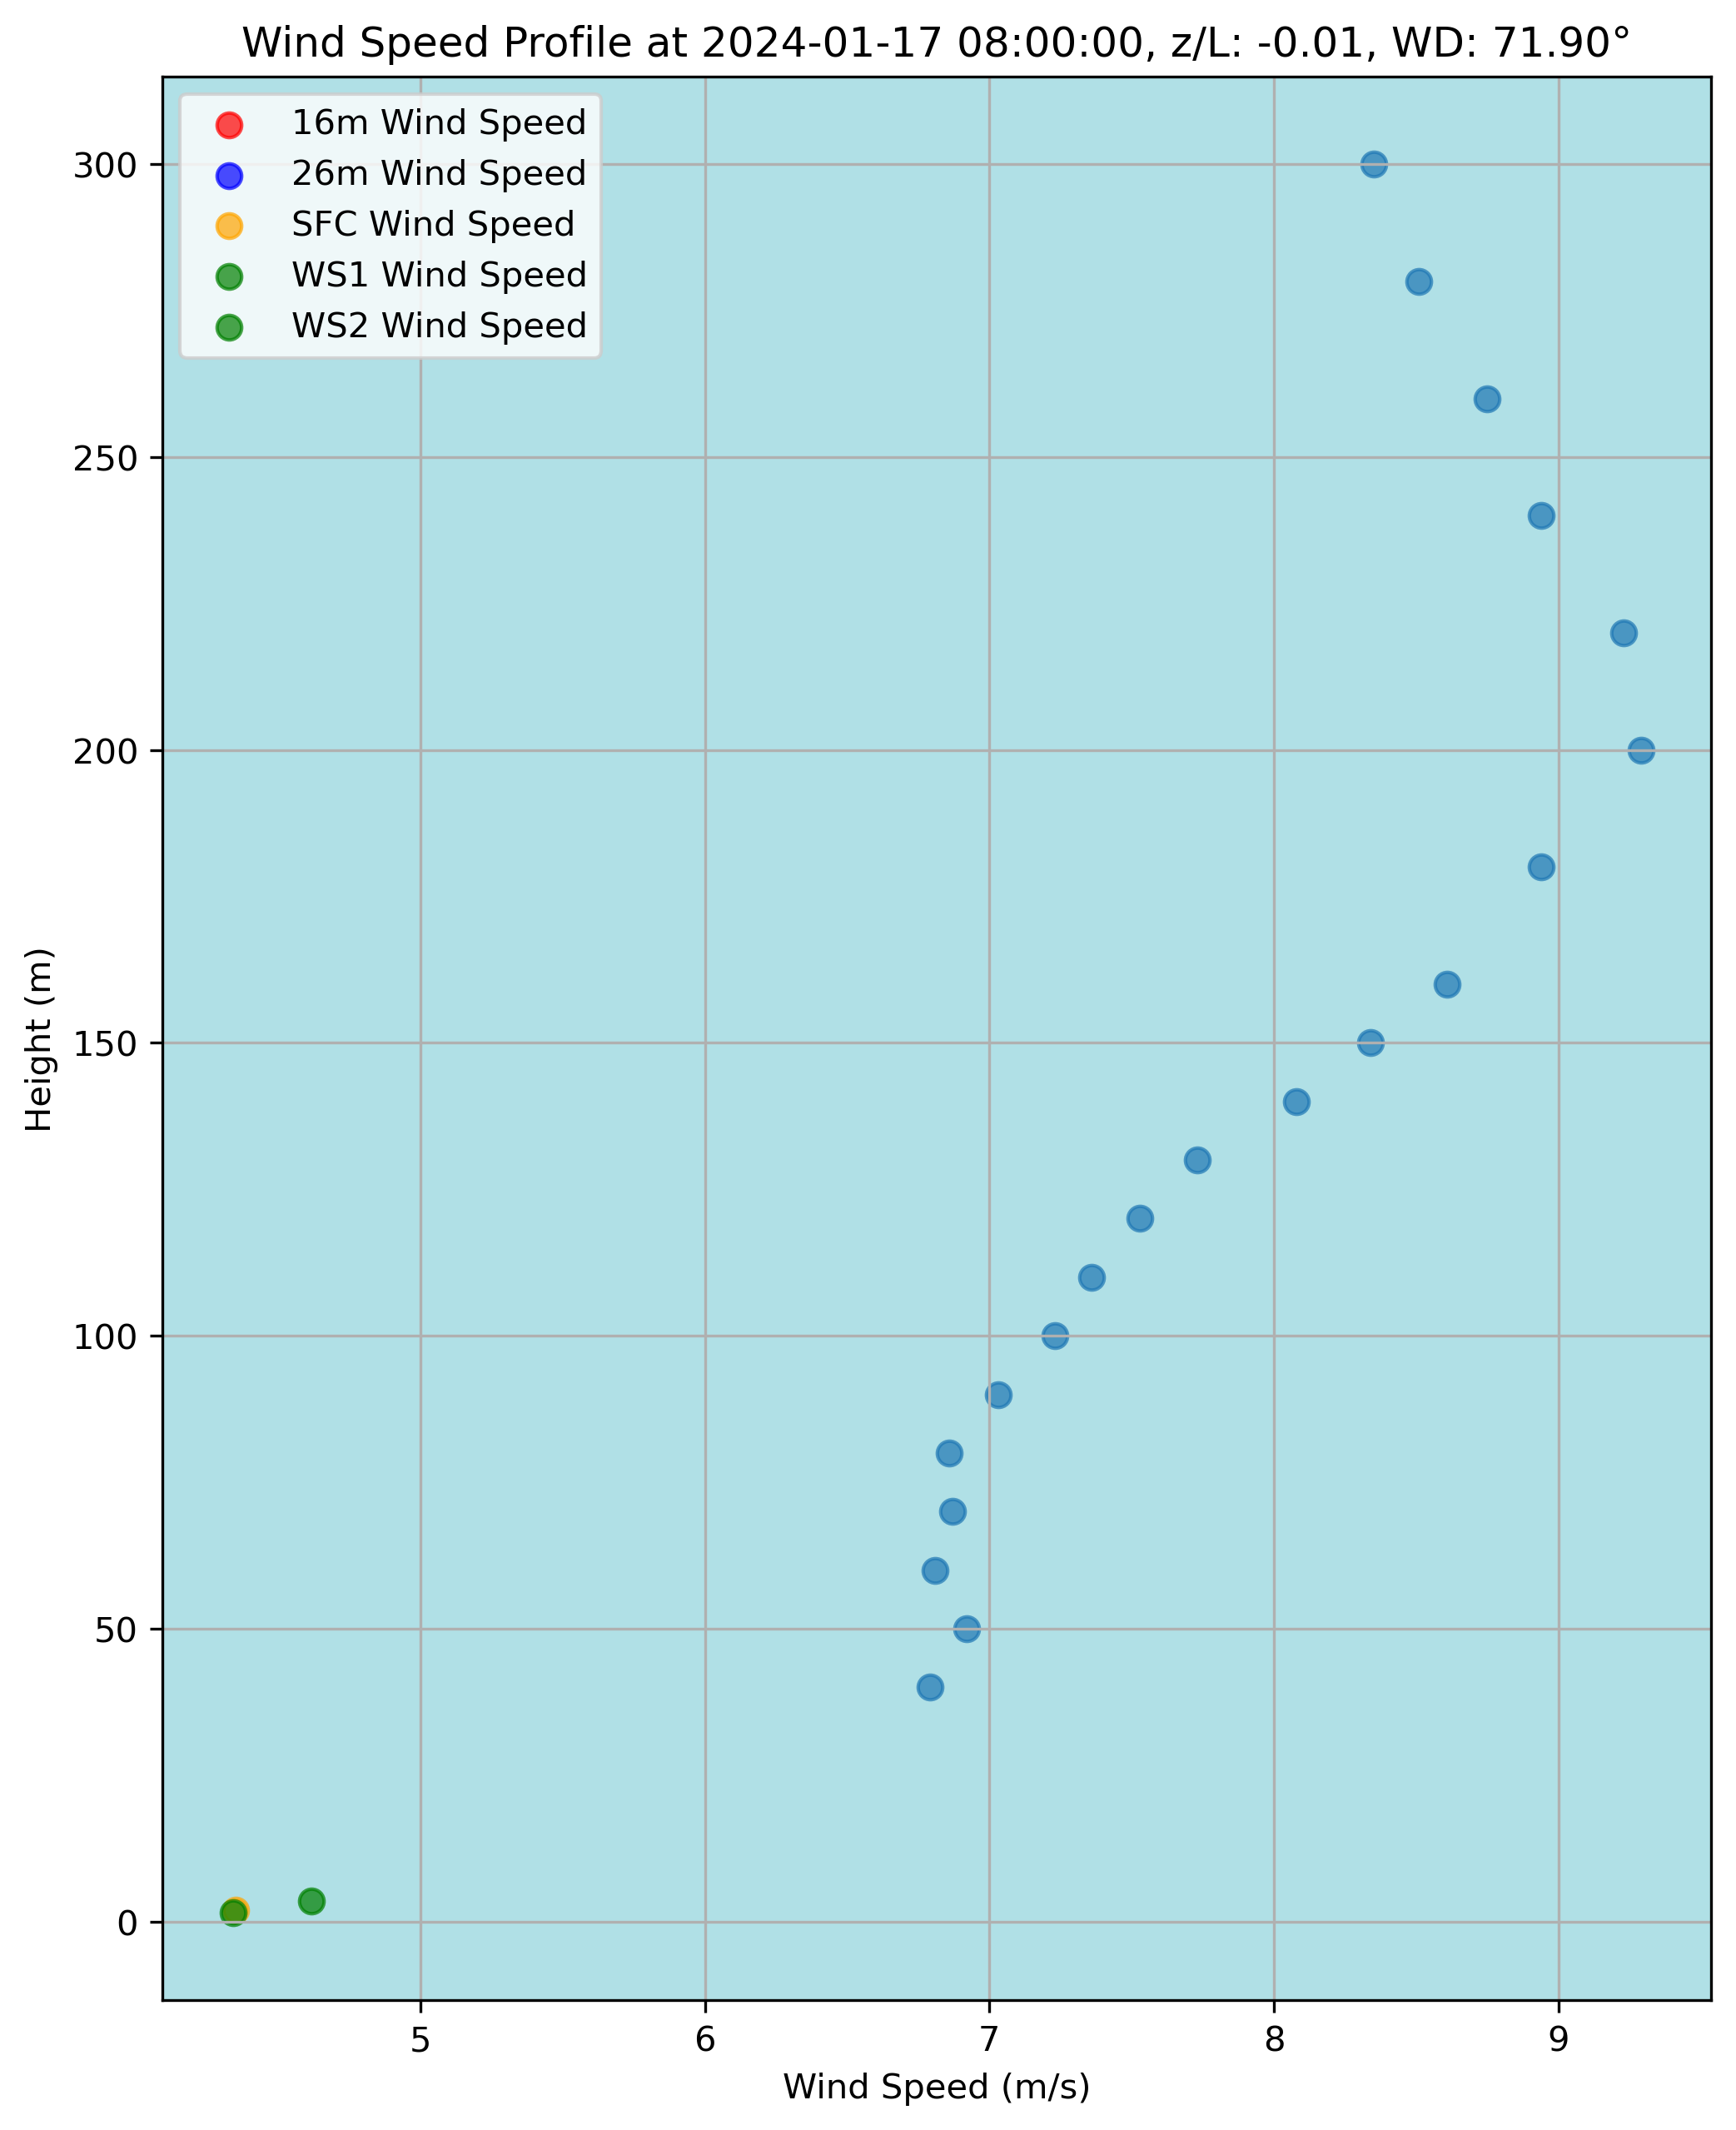 Wind Speed Profile at 2024-01-17 08:00:00, z/L: -0.01, WD: 71.90°
16m Wind Speed
26m Wind Speed
SFC Wind Speed
WS1 Wind Speed
WS2 Wind Speed
300
250
200
150
100
50
0
Height (m)
5 6 7 8 9
Wind Speed (m/s)